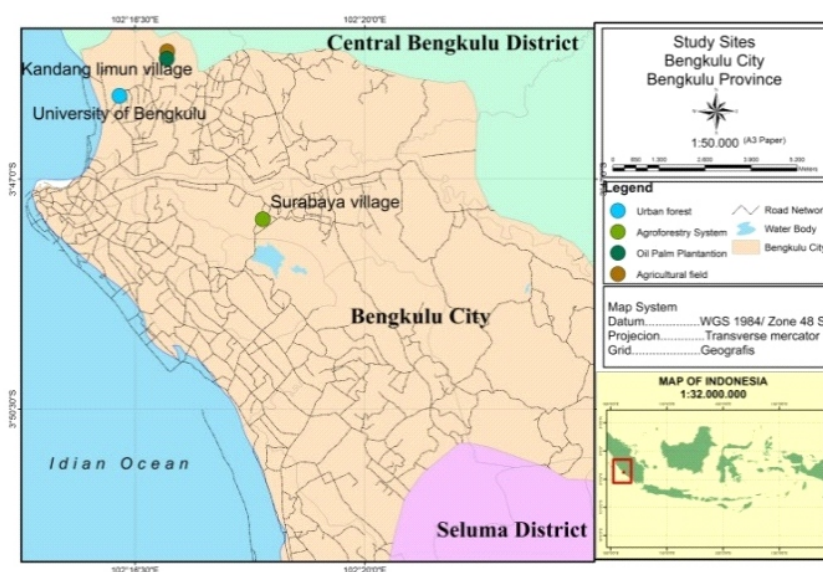 102°16'30"E
102°20'0"E
Central Bengkulu District
Kandang limun village
University of Bengkulu
3°47'0"S
Surabaya village
Bengkulu City
3°50'30"S
Idian Ocean
Seluma District
102°16'30"E
102°20'0"E
Study Sites
Bengkulu City
Bengkulu Province
1:50.000 (A3 Paper)
Legend
Urban forest
Agroforestry System
Oil Palm Plantantion
Agricultural field
Road Network
Water Body
Bengkulu City
Map System
Datum.....................WGS 1984/ Zone 48 S
Projecion.....................Transverse mercator
Grid.....................Geografis
MAP OF INDONESIA
1:32.000.000